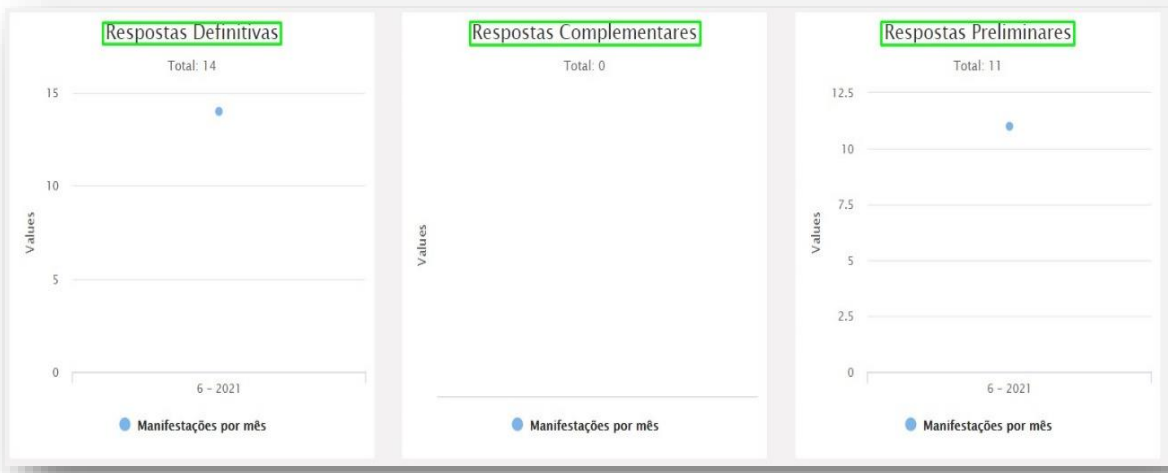 Respostas Definitivas
Total: 14
15
10
5
0
Values
6 - 2021
Manifestações por mês
Respostas Complementares
Total: 0
Values
Manifestações por mês
Respostas Preliminares
Total: 11
12.5
10
7.5
5
2.5
0
Values
6 - 2021
Manifestações por mês